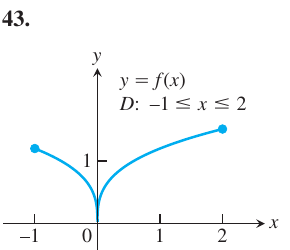 43.
y
y = f(x)
D: –1 ≤ x ≤ 2
1
x
–1 0 1 2